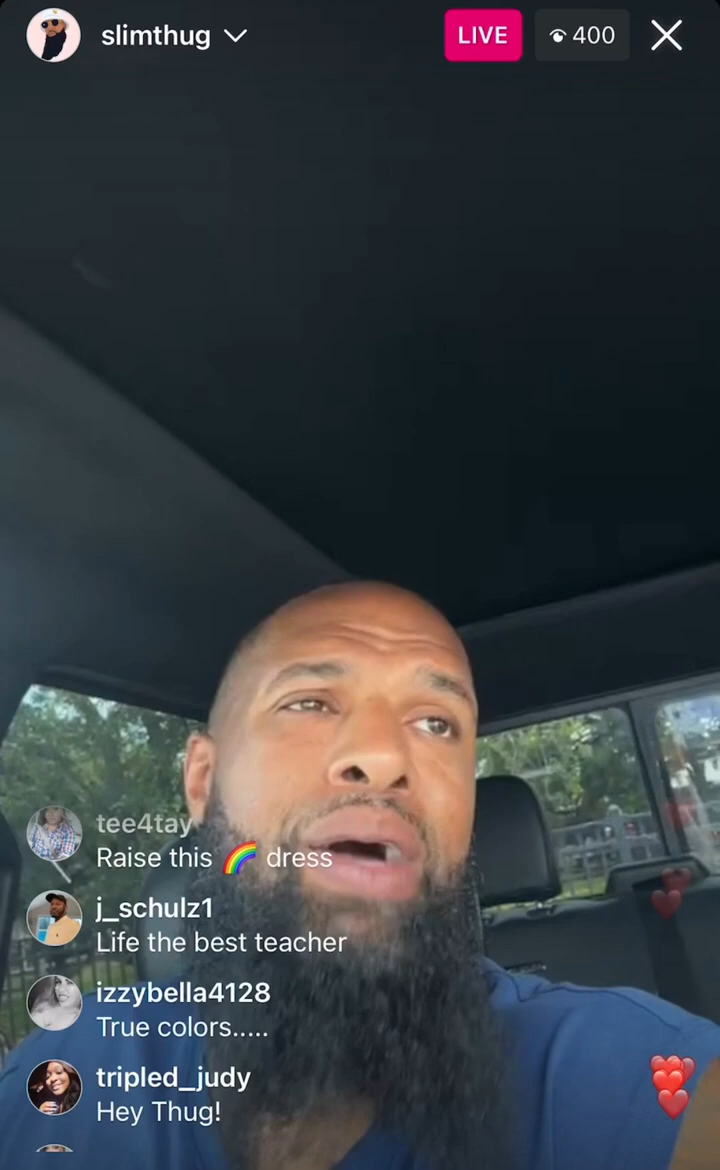 slimthug
LIVE
400
tee4tay
Raise this 🌈 dress
j_schulz1
Life the best teacher
izzybella4128
True colors.....
tripled_judy
Hey Thug!